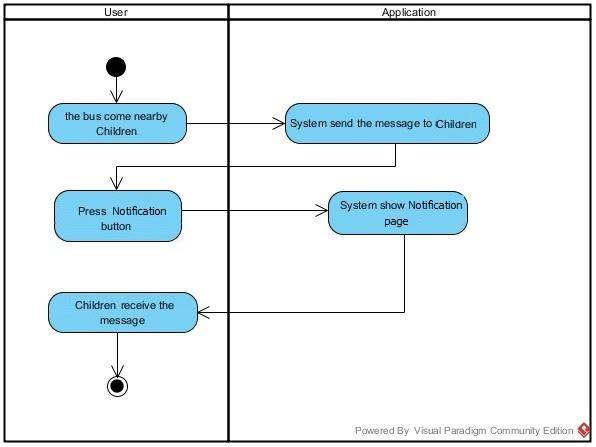 User
Application
the bus come nearby
Children
System send the message to Children
Press Notification
button
System show Notification
page
Children receive the
message
Powered By Visual Paradigm Community Edition